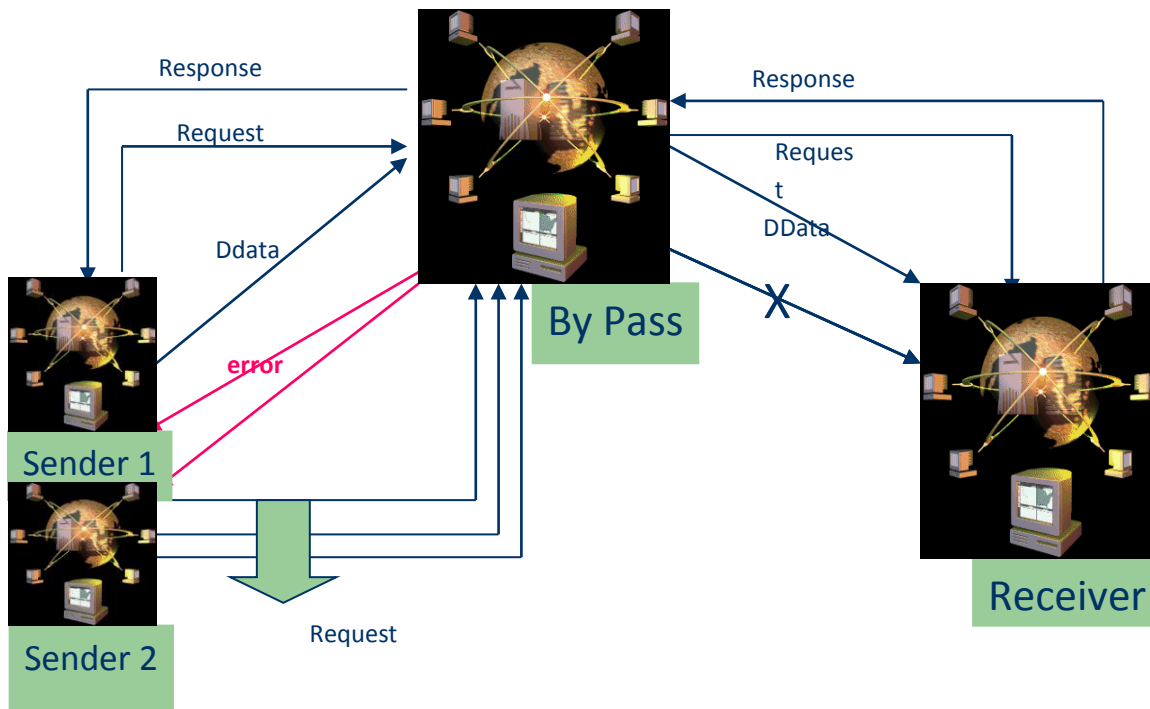 Response
Response
Request
Reques
t
DData
Ddata
By Pass
error
Sender 1
Receiver
Request
Sender 2
X